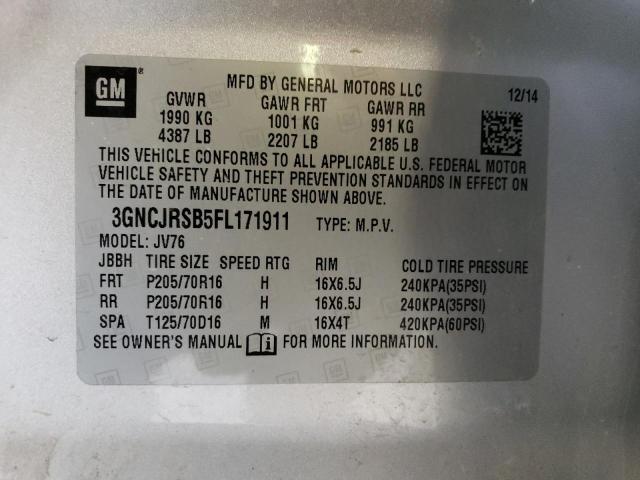 GM ® MFD BY GENERAL MOTORS LLC
GVWR GAWR FRT GAWR RR 12/14
1990 KG 1001 KG 991 KG
4387 LB 2207 LB 2185 LB
THIS VEHICLE CONFORMS TO ALL APPLICABLE U.S. FEDERAL MOTOR
VEHICLE SAFETY AND THEFT PREVENTION STANDARDS IN EFFECT ON
THE DATE OF MANUFACTURE SHOWN ABOVE.
3GNCJRSB5FL171911 TYPE: M.P.V.
MODEL: JV76
JBBH TIRE SIZE SPEED RTG RIM COLD TIRE PRESSURE
FRT P205/70R16 H 16X6.5J 240KPA(35PSI)
RR P205/70R16 H 16X6.5J 240KPA(35PSI)
SPA T125/70D16 M 16X4T 420KPA(60PSI)
SEE OWNER'S MANUAL FOR MORE INFORMATION.